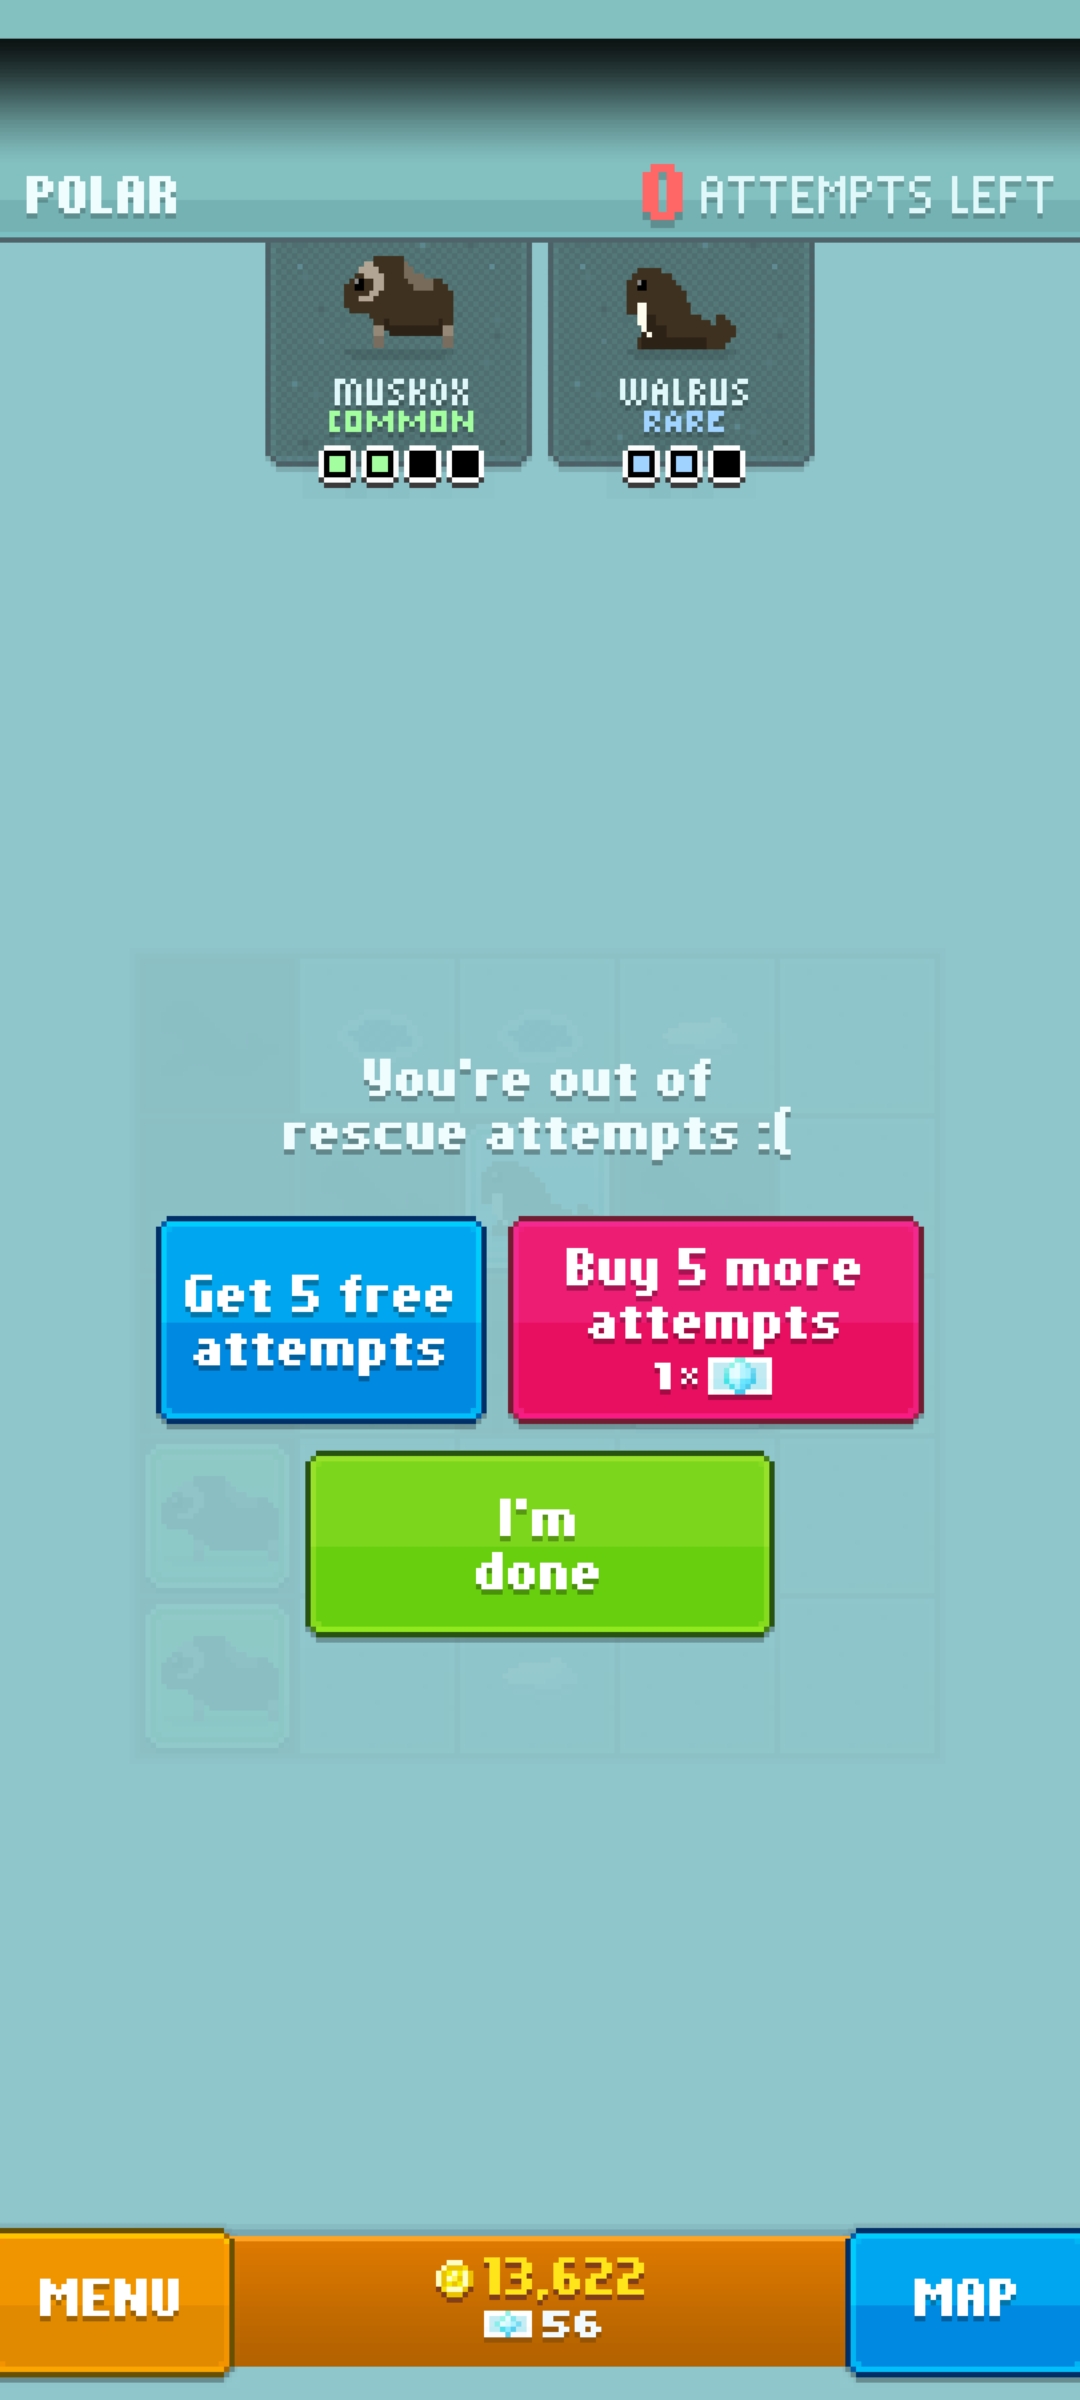 POLAR
0 ATTEMPTS LEFT
MUSKOX
COMMON
WALRUS
RARE
You're out of
rescue attempts :(
Get 5 free
attempts
Buy 5 more
attempts
1×
I'm
done
MENU
13,622
56
MAP